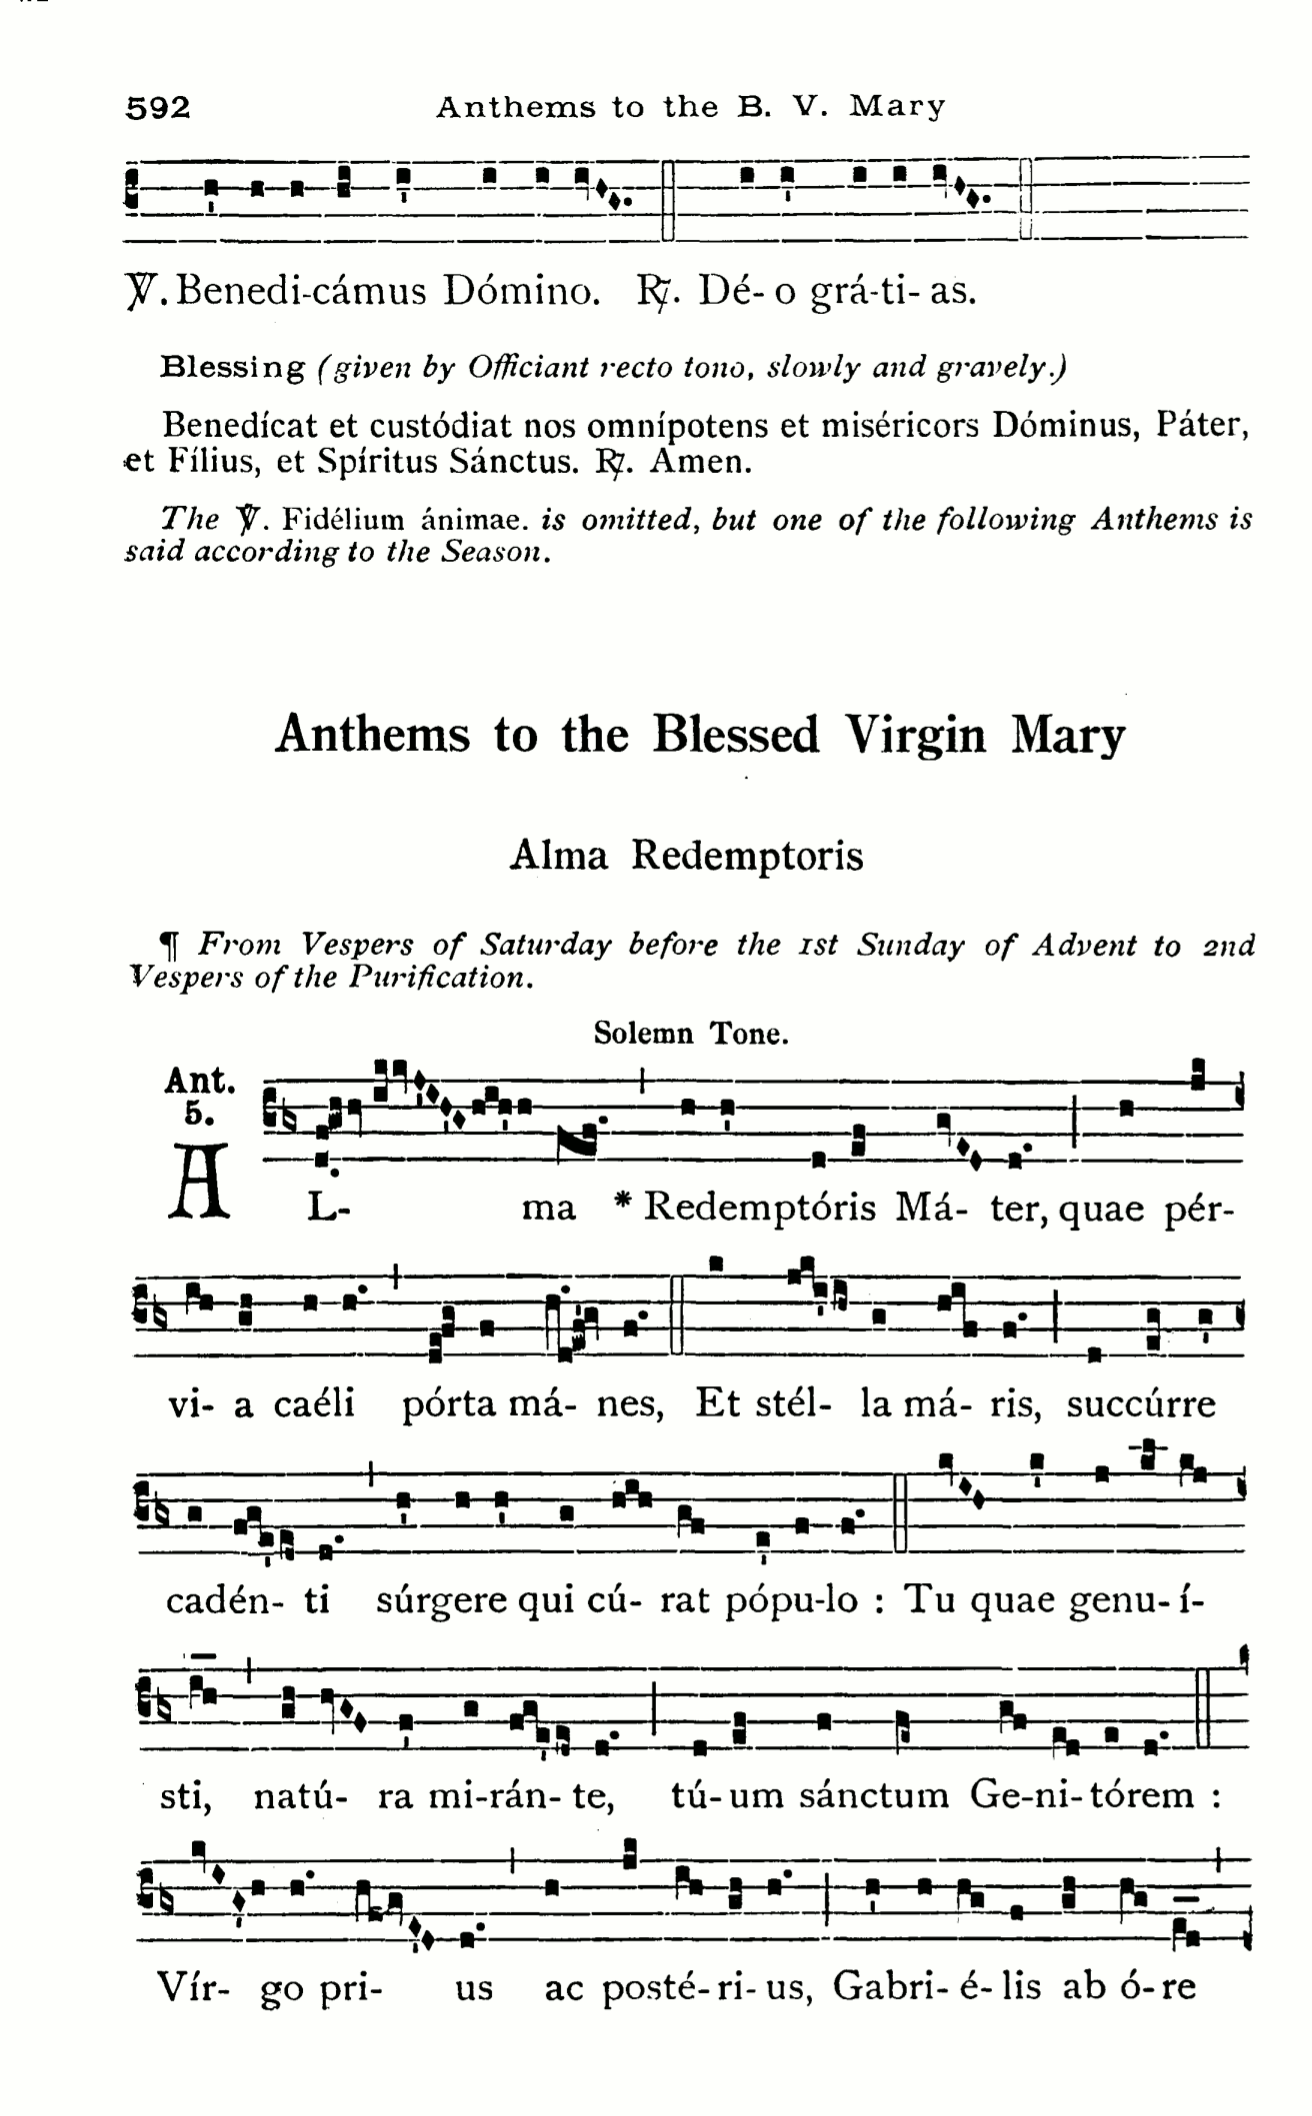 592 Anthems to the B. V. Mary
℣. Benedi-cámus Dómino. ℟. Dé- o grá-ti- as.
Blessing (given by Officiant recto tono, slowly and gravely.)
Benedícat et custódiat nos omnípotens et miséricors Dóminus, Páter,
et Fílius, et Spíritus Sánctus. ℟. Amen.
The ℣. Fidélium ánimae. is omitted, but one of the following Anthems is
said according to the Season.
Anthems to the Blessed Virgin Mary
Alma Redemptoris
¶ From Vespers of Saturday before the 1st Sunday of Advent to 2nd
Vespers of the Purification.
Solemn Tone.
Ant.
5.
AL- ma * Redemptóris Má- ter, quae pér-
vi- a caéli pórta má- nes, Et stél- la má- ris, succúrre
cadén- ti súrgere qui cú- rat pópu-lo : Tu quae genu- í-
sti, natú- ra mi-rán- te, tú- um sánctum Ge-ni-tórem :
Vír- go pri- us ac posté- ri- us, Gabri- é- lis ab ó- re